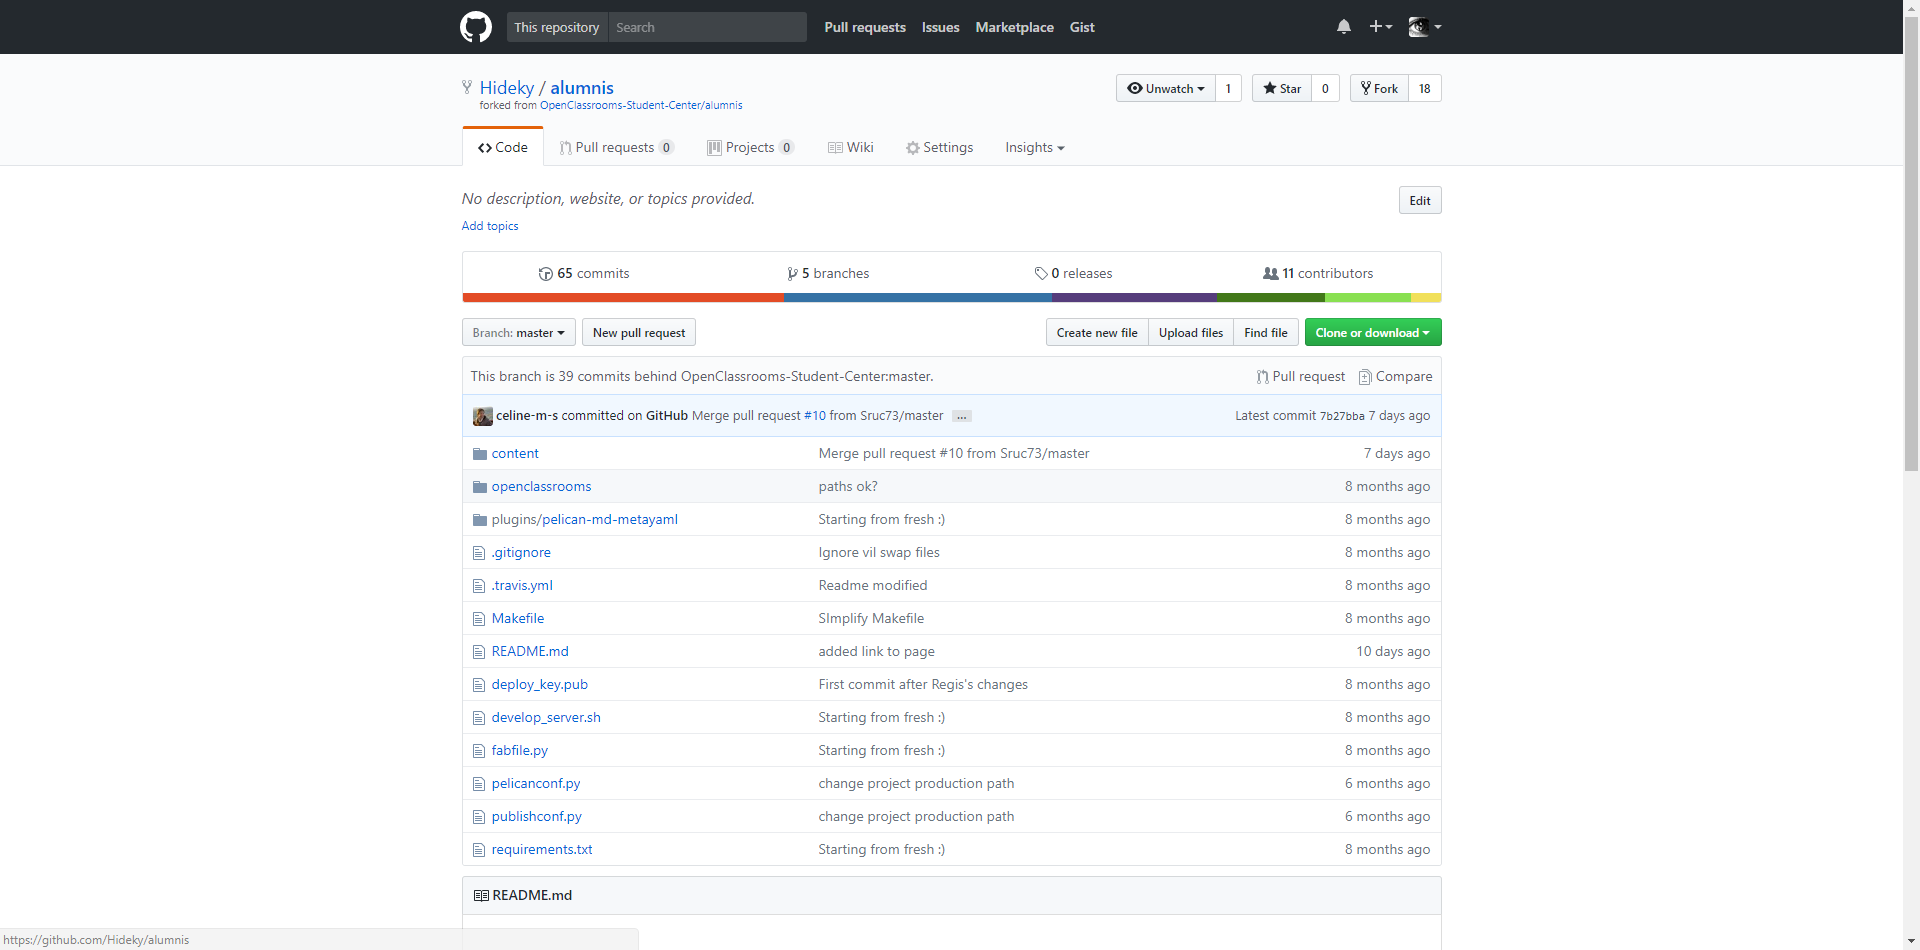 This repository Search Pull requests Issues Marketplace Gist
Hideky / alumnis Unwatch 1 Star 0 Fork 18
forked from OpenClassrooms-Student-Center/alumnis
Code Pull requests 0 Projects 0 Wiki Settings Insights
No description, website, or topics provided. Edit
Add topics
65 commits 5 branches 0 releases 11 contributors
Branch: master New pull request Create new file Upload files Find file Clone or download
This branch is 39 commits behind OpenClassrooms-Student-Center:master. Pull request Compare
celine-m-s committed on GitHub Merge pull request #10 from Sruc73/master ... Latest commit 7b27bba 7 days ago
content Merge pull request #10 from Sruc73/master 7 days ago
openclassrooms paths ok? 8 months ago
plugins/pelican-md-metayaml Starting from fresh :) 8 months ago
.gitignore Ignore vil swap files 8 months ago
.travis.yml Readme modified 8 months ago
Makefile SImplify Makefile 8 months ago
README.md added link to page 10 days ago
deploy_key.pub First commit after Regis's changes 8 months ago
develop_server.sh Starting from fresh :) 8 months ago
fabfile.py Starting from fresh :) 8 months ago
pelicanconf.py change project production path 6 months ago
publishconf.py change project production path 6 months ago
requirements.txt Starting from fresh :) 8 months ago
README.md
https://github.com/Hideky/alumnis